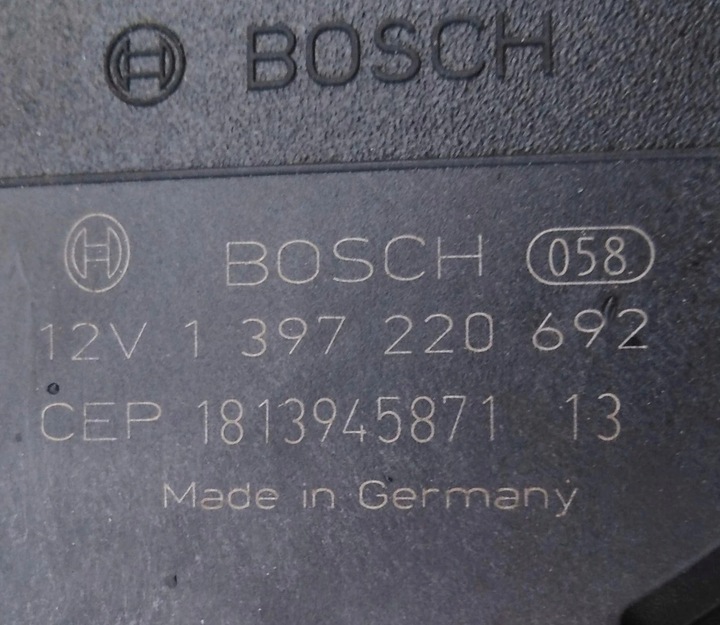 BOSCH
BOSCH 058
12V 1 397 220 692
CEP 1813945871 13
Made in Germany